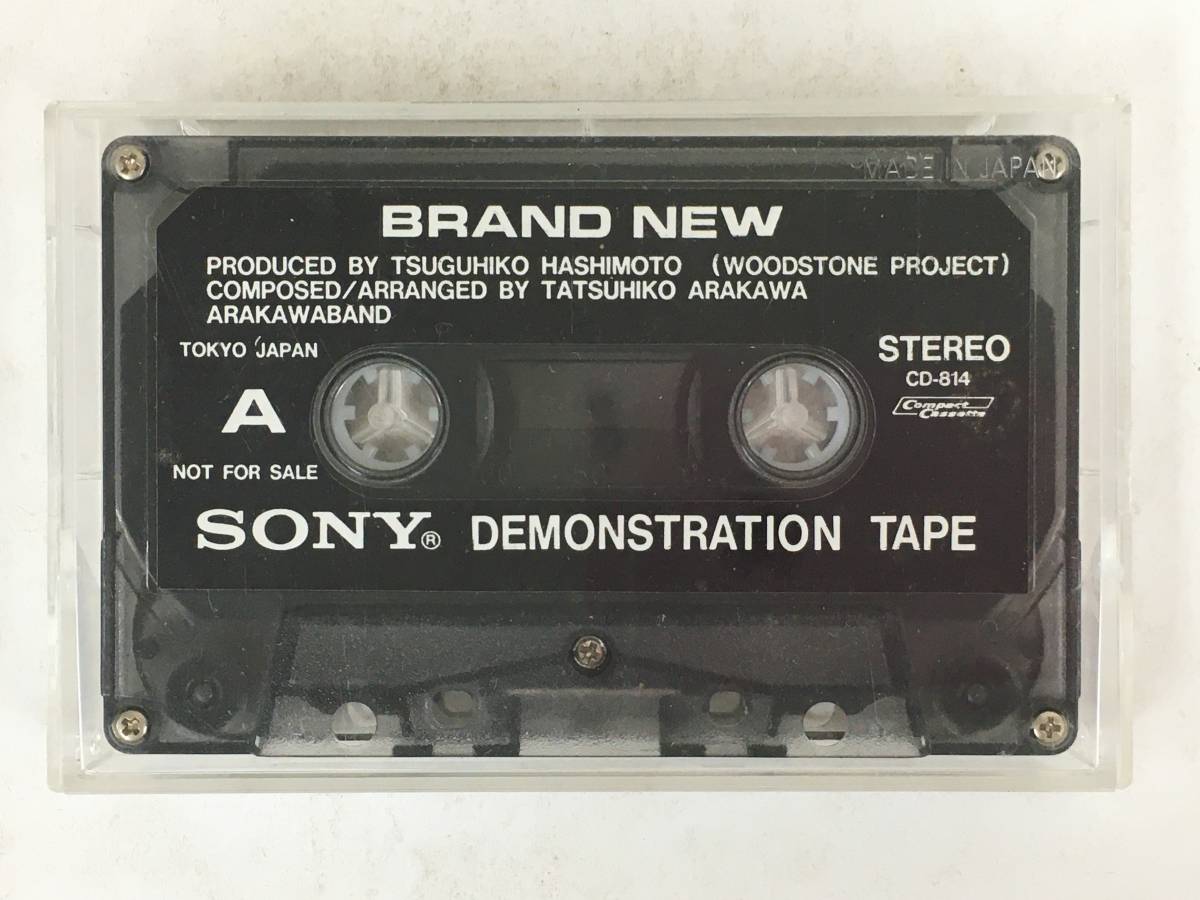 MADE IN JAPAN
BRAND NEW
PRODUCED BY TSUGUHIKO HASHIMOTO (WOODSTONE PROJECT)
COMPOSED/ARRANGED BY TATSUHIKO ARAKAWA
ARAKAWABAND
TOKYO JAPAN
STEREO
CD-814
Compact
Cassette
A
NOT FOR SALE
SONY® DEMONSTRATION TAPE